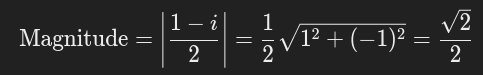 Magnitude = |(1 − i)/2| = 1/2 √(1² + (−1)²) = √2/2